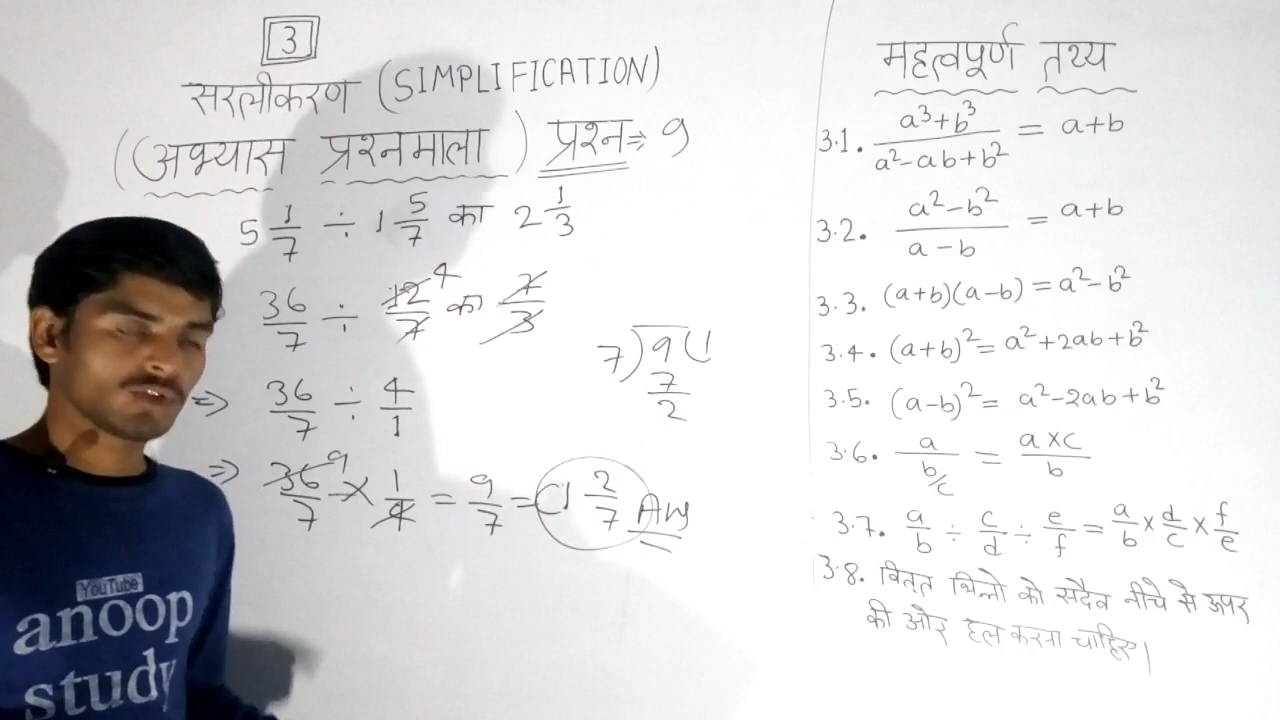 3
सरलीकरण (SIMPLIFICATION)
(अभ्यास प्रश्नमाला) प्रश्न⇒ 9
5 1/7 ÷ 1 5/7 का 2 1/3
36/7 ÷ 12/7 4 का 7/3
⇒ 36/7 ÷ 4/1
⇒ 36/7 9 × 1/4 = 9/7 = (1 2/7 Ans
7) 9 (1
7
2
महत्वपूर्ण तथ्य
3.1. a³+b³/a²-ab+b² = a+b
3.2. a²-b²/a-b = a+b
3.3. (a+b)(a-b) = a²-b²
3.4. (a+b)² = a²+2ab+b²
3.5. (a-b)² = a²-2ab+b²
3.6. a/b/c = a×c/b
3.7. a/b ÷ c/d ÷ e/f = a/b × d/c × f/e
3.8. वितत भिन्नो को सदैव नीचे से ऊपर
की ओर हल करना चाहिए।
YouTube
anoop
study